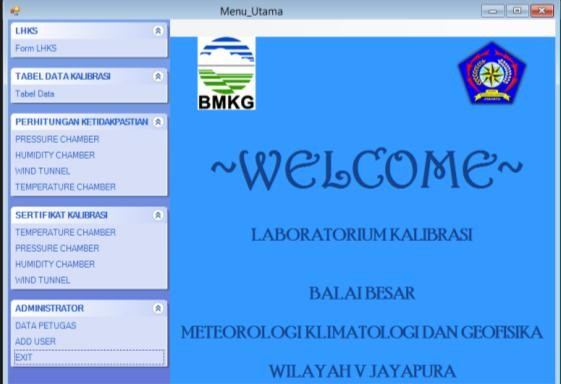 Menu_Utama
LHKS
Form LHKS
TABEL DATA KALIBRASI
Tabel Data
PERHITUNGAN KETIDAKPASTIAN
PRESSURE CHAMBER
HUMIDITY CHAMBER
WIND TUNNEL
TEMPERATURE CHAMBER
SERTIFIKAT KALIBRASI
TEMPERATURE CHAMBER
PRESSURE CHAMBER
HUMIDITY CHAMBER
WIND TUNNEL
ADMINISTRATOR
DATA PETUGAS
ADD USER
EXIT
BMKG
~WELCOME~
LABORATORIUM KALIBRASI
BALAI BESAR
METEOROLOGI KLIMATOLOGI DAN GEOFISIKA
WILAYAH V JAYAPURA